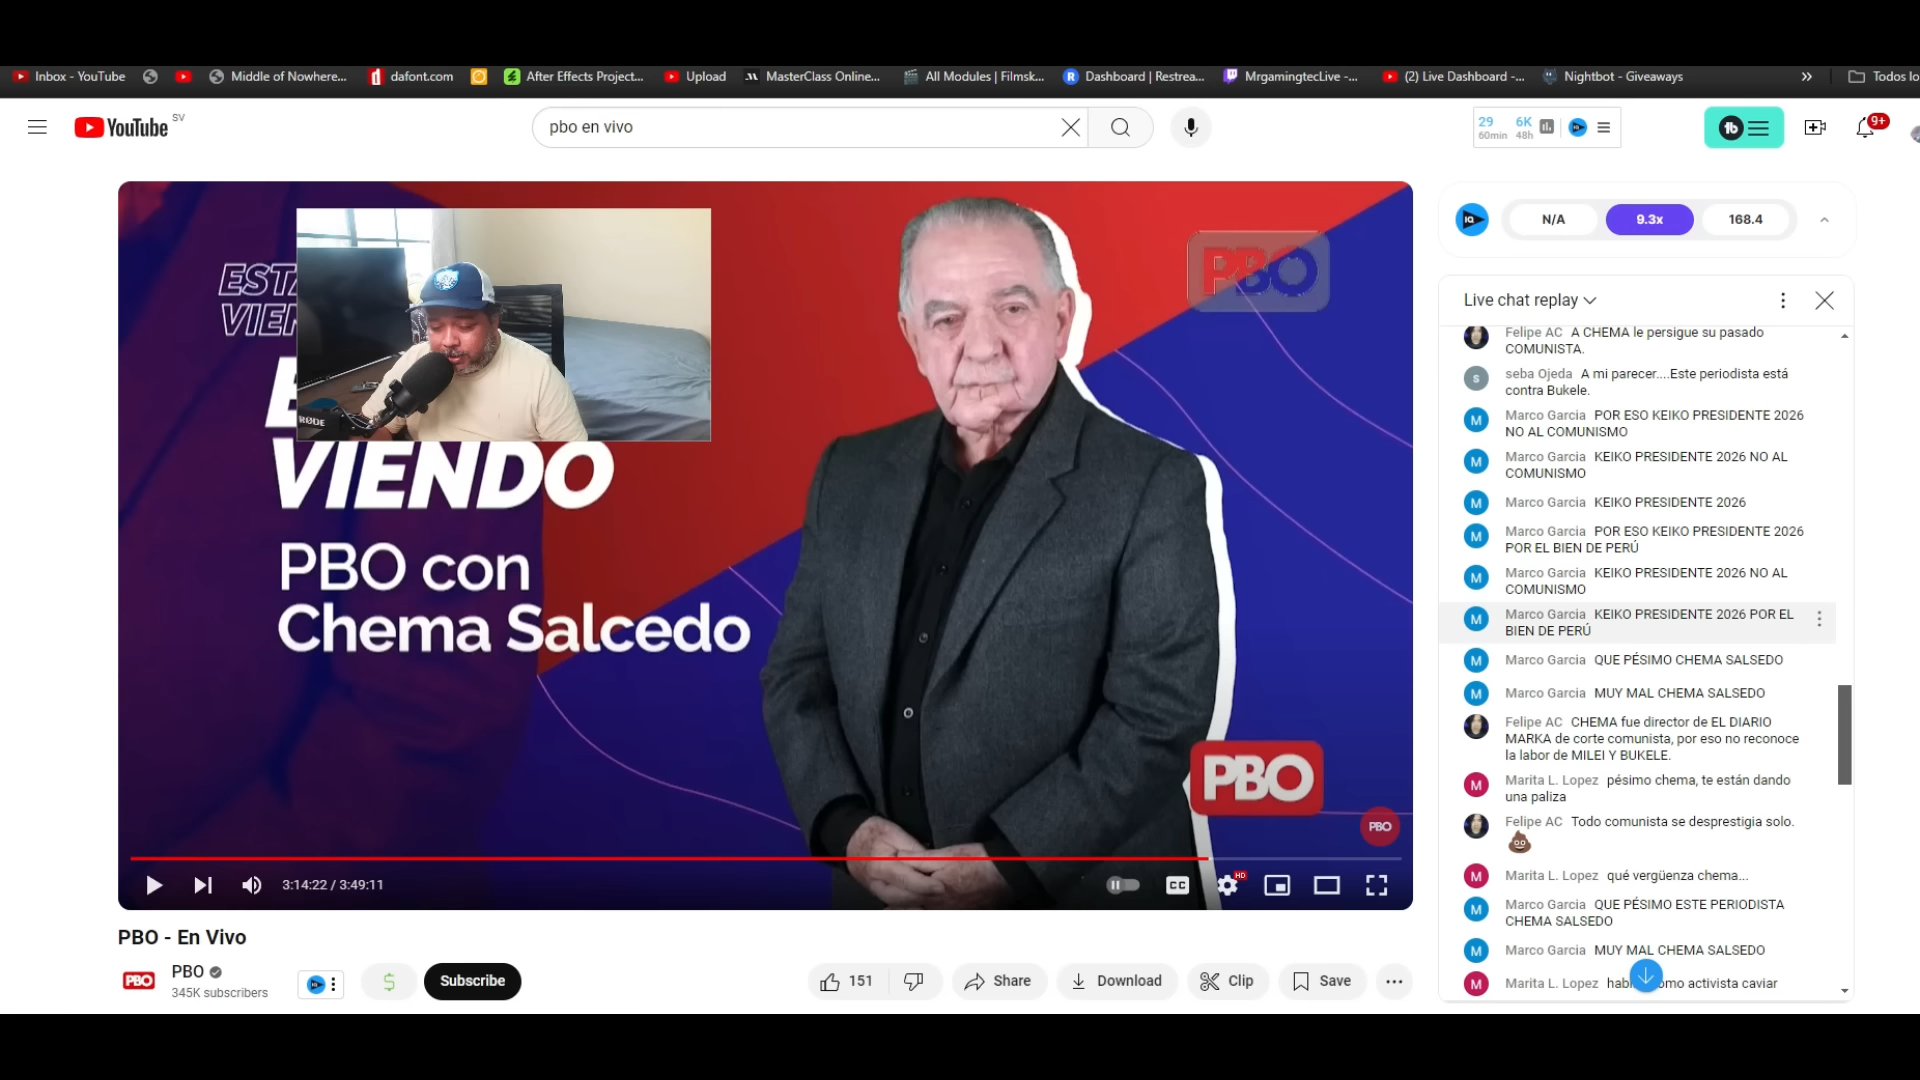 Inbox - YouTube
Middle of Nowhere...
dafont.com
After Effects Project...
Upload
MasterClass Online...
All Modules | Filmsk...
Dashboard | Restrea...
MrgamingtecLive -...
(2) Live Dashboard -...
Nightbot - Giveaways
»
Todos lo
YouTube SV
pbo en vivo
29
60min
6K
48h
9+
ESTA
VIEN
E
VIENDO
PBO con
Chema Salcedo
RØDE
PBO
PBO
PBO
3:14:22 / 3:49:11
CC
HD
PBO - En Vivo
PBO
PBO
345K subscribers
Subscribe
151
Share
Download
Clip
Save
N/A
9.3x
168.4
Live chat replay
Felipe AC A CHEMA le persigue su pasado
COMUNISTA.
seba Ojeda A mi parecer....Este periodista está
contra Bukele.
Marco Garcia POR ESO KEIKO PRESIDENTE 2026
NO AL COMUNISMO
Marco Garcia KEIKO PRESIDENTE 2026 NO AL
COMUNISMO
Marco Garcia KEIKO PRESIDENTE 2026
Marco Garcia POR ESO KEIKO PRESIDENTE 2026
POR EL BIEN DE PERÚ
Marco Garcia KEIKO PRESIDENTE 2026 NO AL
COMUNISMO
Marco Garcia KEIKO PRESIDENTE 2026 POR EL
BIEN DE PERÚ
Marco Garcia QUE PÉSIMO CHEMA SALSEDO
Marco Garcia MUY MAL CHEMA SALSEDO
Felipe AC CHEMA fue director de EL DIARIO
MARKA de corte comunista, por eso no reconoce
la labor de MILEI Y BUKELE.
Marita L. Lopez pésimo chema, te están dando
una paliza
Felipe AC Todo comunista se desprestigia solo.
Marita L. Lopez qué vergüenza chema...
Marco Garcia QUE PÉSIMO ESTE PERIODISTA
CHEMA SALSEDO
Marco Garcia MUY MAL CHEMA SALSEDO
Marita L. Lopez activista caviar